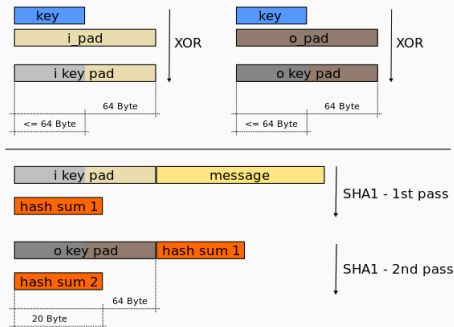 key
i_pad
XOR
i key pad
64 Byte
<= 64 Byte
key
o_pad
XOR
o key pad
64 Byte
<= 64 Byte
i key pad
message
SHA1 - 1st pass
hash sum 1
o key pad
hash sum 1
SHA1 - 2nd pass
hash sum 2
64 Byte
20 Byte